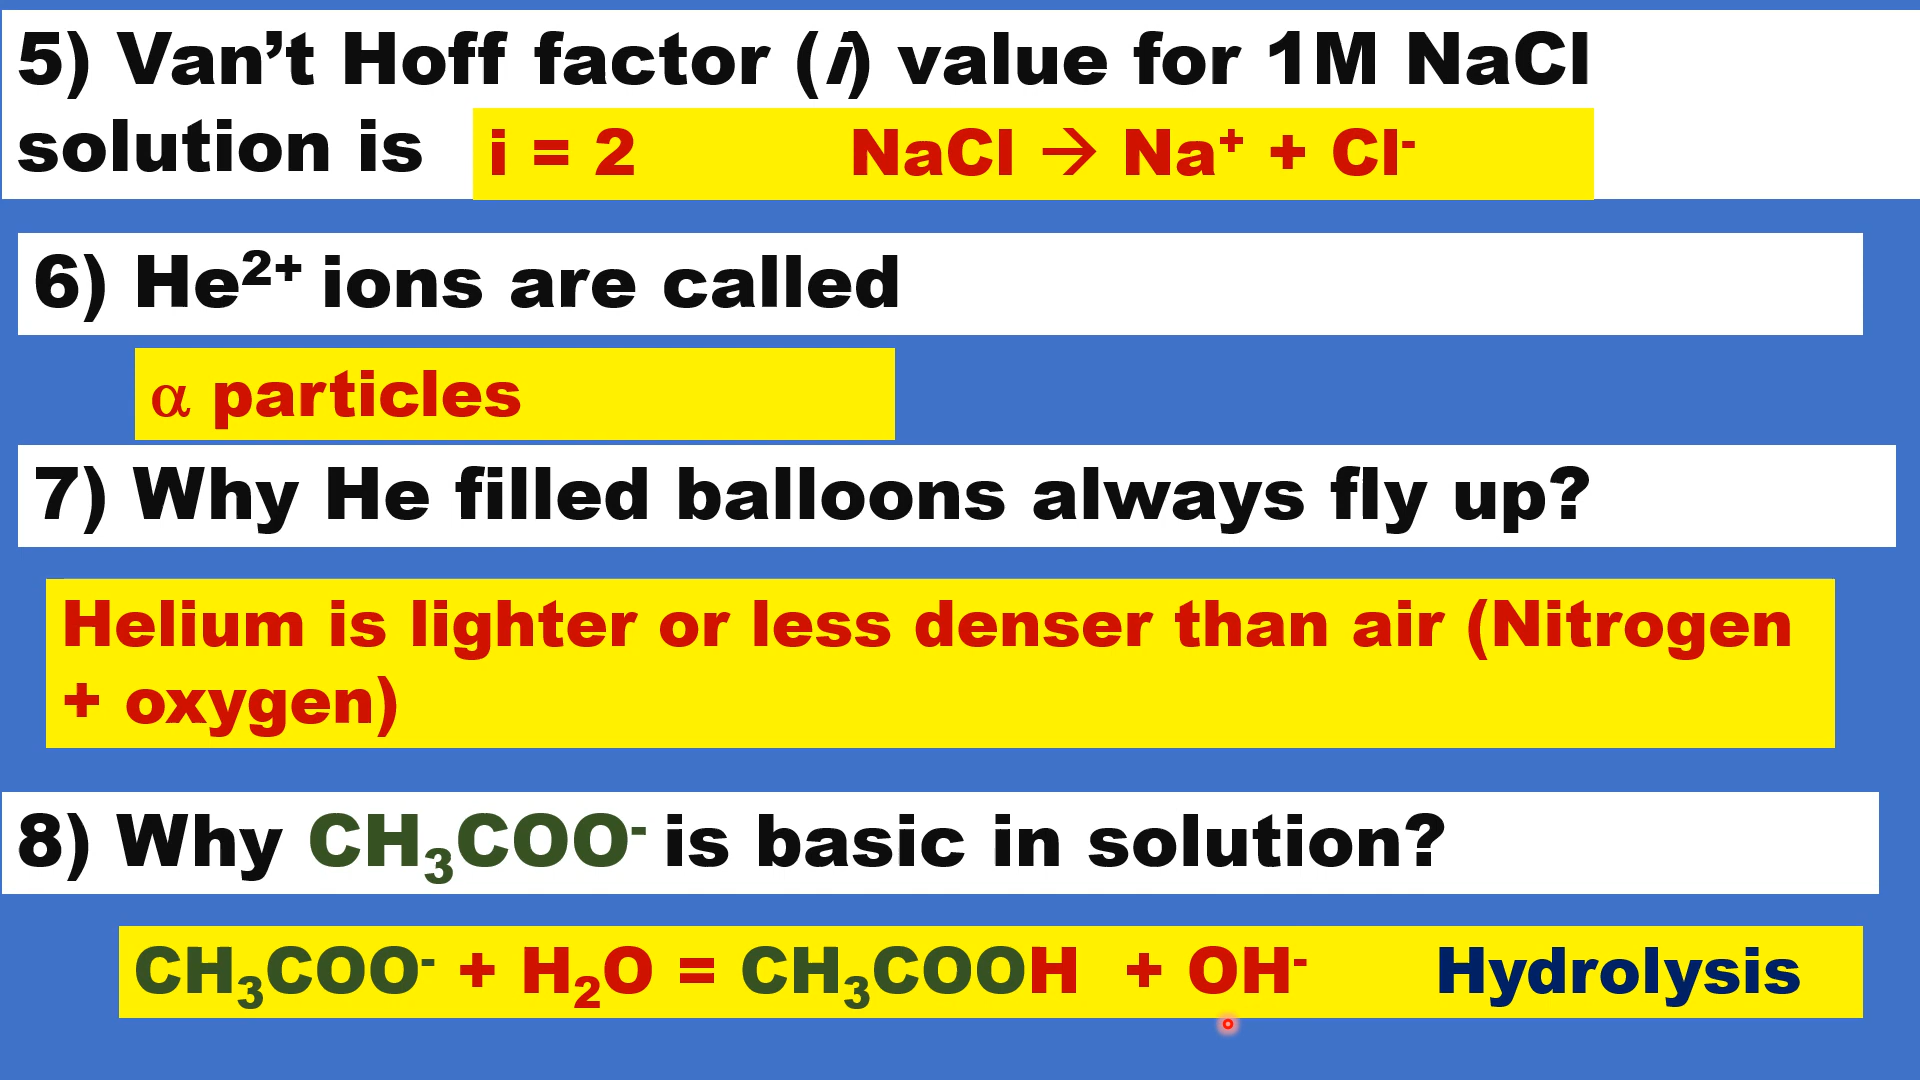 5) Van’t Hoff factor (i) value for 1M NaCl
solution is i = 2 NaCl → Na⁺ + Cl⁻
6) He²⁺ ions are called
α particles
7) Why He filled balloons always fly up?
Helium is lighter or less denser than air (Nitrogen
+ oxygen)
8) Why CH₃COO⁻ is basic in solution?
CH₃COO⁻ + H₂O = CH₃COOH + OH⁻ Hydrolysis